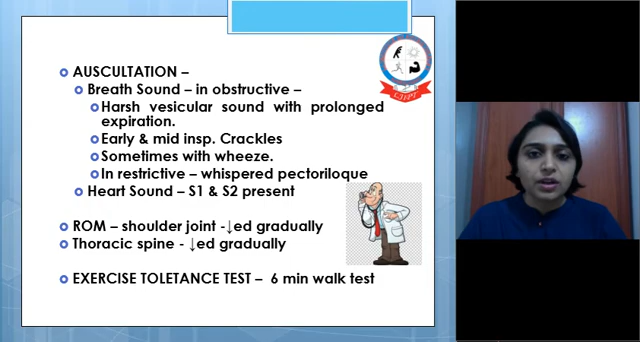 AUSCULTATION –
Breath Sound – in obstructive –
Harsh vesicular sound with prolonged
expiration.
Early & mid insp. Crackles
Sometimes with wheeze.
In restrictive – whispered pectoriloque
Heart Sound – S1 & S2 present
ROM – shoulder joint -↓ed gradually
Thoracic spine - ↓ed gradually
EXERCISE TOLETANCE TEST – 6 min walk test